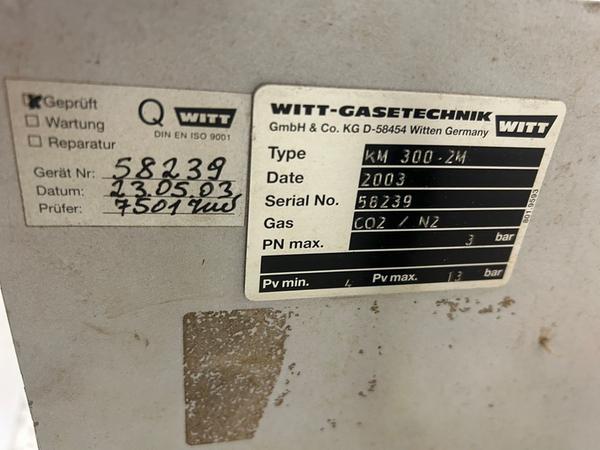 Geprüft
Wartung
Reparatur
Q WITT
DIN EN ISO 9001
Gerät Nr: 58239
Datum: 23.05.03
Prüfer: 7501
WITT-GASETECHNIK
GmbH & Co. KG D-58454 Witten Germany
WITT
Type KM 300-2M
Date 2003
Serial No. 58239
Gas CO2 / N2
PN max. 3 bar
Pv min. 4 Pv max. 13 bar
801.9593